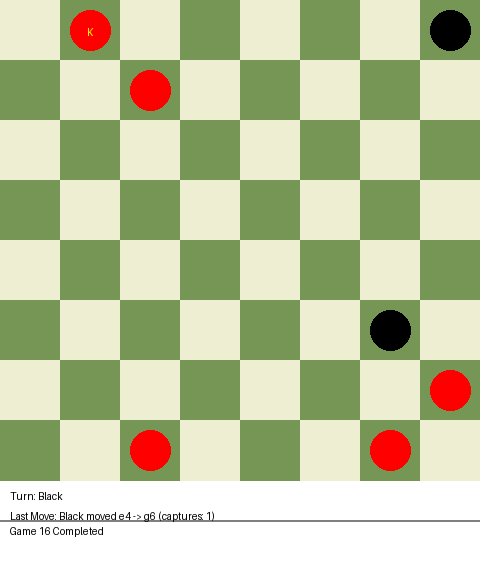 K
Turn: Black
Last Move: Black moved e4 -> g6 (captures: 1)
Game 16 Completed